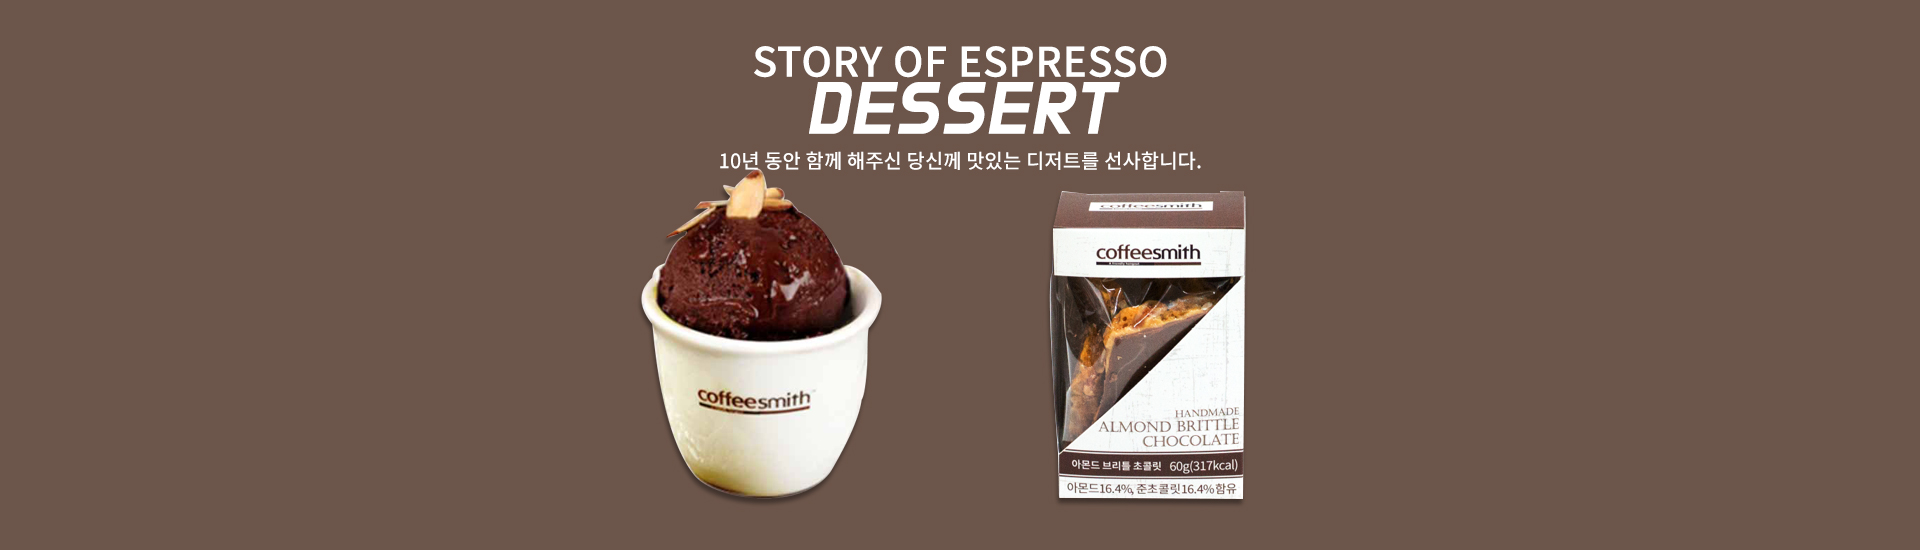 STORY OF ESPRESSO
DESSERT
10년 동안 함께 해주신 당신께 맛있는 디저트를 선사합니다.
coffeesmith
coffeesmith
coffeesmith
HANDMADE
ALMOND BRITTLE
CHOCOLATE
아몬드 브리틀 초콜릿 60g(317kcal)
아몬드16.4%, 준초콜릿16.4%함유